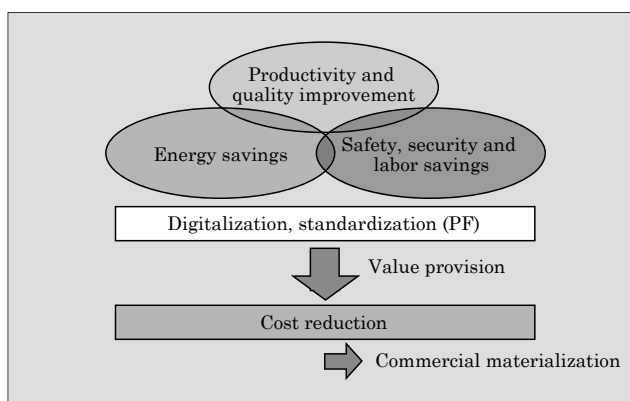 Productivity and
quality improvement
Energy savings
Safety, security and
labor savings
Digitalization, standardization (PF)
Value provision
Cost reduction
Commercial materialization